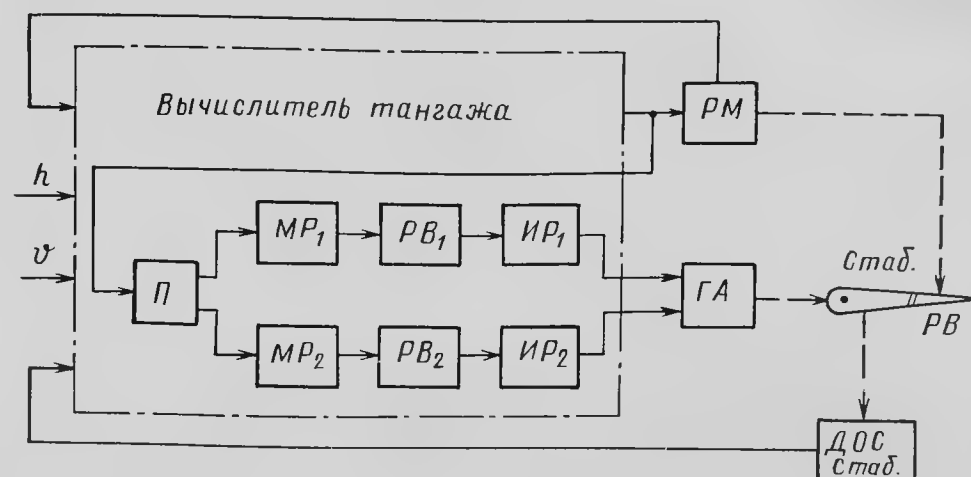 Вычислитель тангажа
РМ
h
υ
П
МР₁
РВ₁
ИР₁
МР₂
РВ₂
ИР₂
ГА
Стаб.
РВ
ДОС
Стаб.